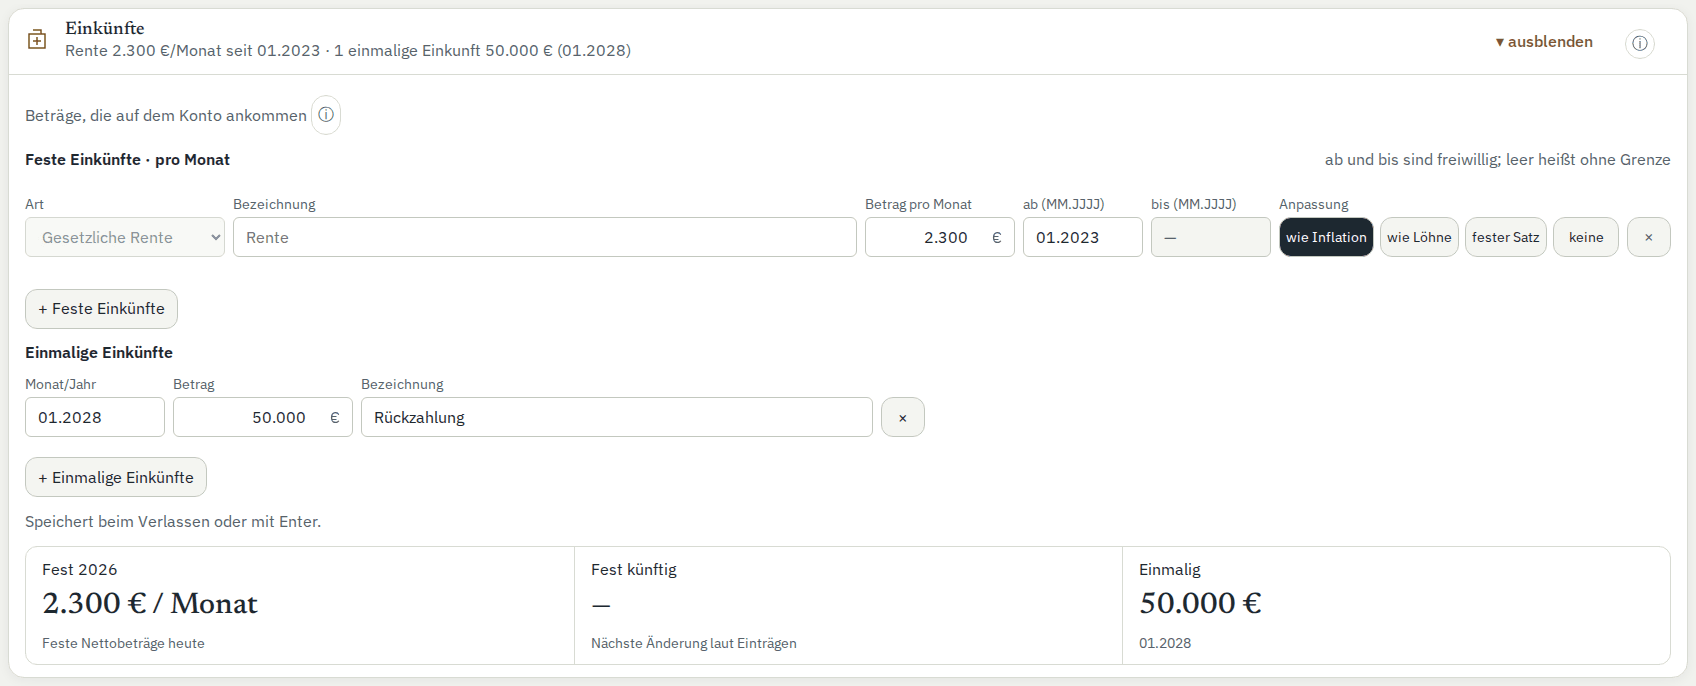 Einkünfte
Rente 2.300 €/Monat seit 01.2023 · 1 einmalige Einkunft 50.000 € (01.2028)
▾ ausblenden
ⓘ
Beträge, die auf dem Konto ankommen ⓘ
Feste Einkünfte · pro Monat
ab und bis sind freiwillig; leer heißt ohne Grenze
Art Bezeichnung Betrag pro Monat ab (MM.JJJJ) bis (MM.JJJJ) Anpassung
Gesetzliche Rente Rente 2.300 € 01.2023 — wie Inflation wie Löhne fester Satz keine ×
+ Feste Einkünfte
Einmalige Einkünfte
Monat/Jahr Betrag Bezeichnung
01.2028 50.000 € Rückzahlung ×
+ Einmalige Einkünfte
Speichert beim Verlassen oder mit Enter.
Fest 2026
2.300 € / Monat
Feste Nettobeträge heute
Fest künftig
—
Nächste Änderung laut Einträgen
Einmalig
50.000 €
01.2028